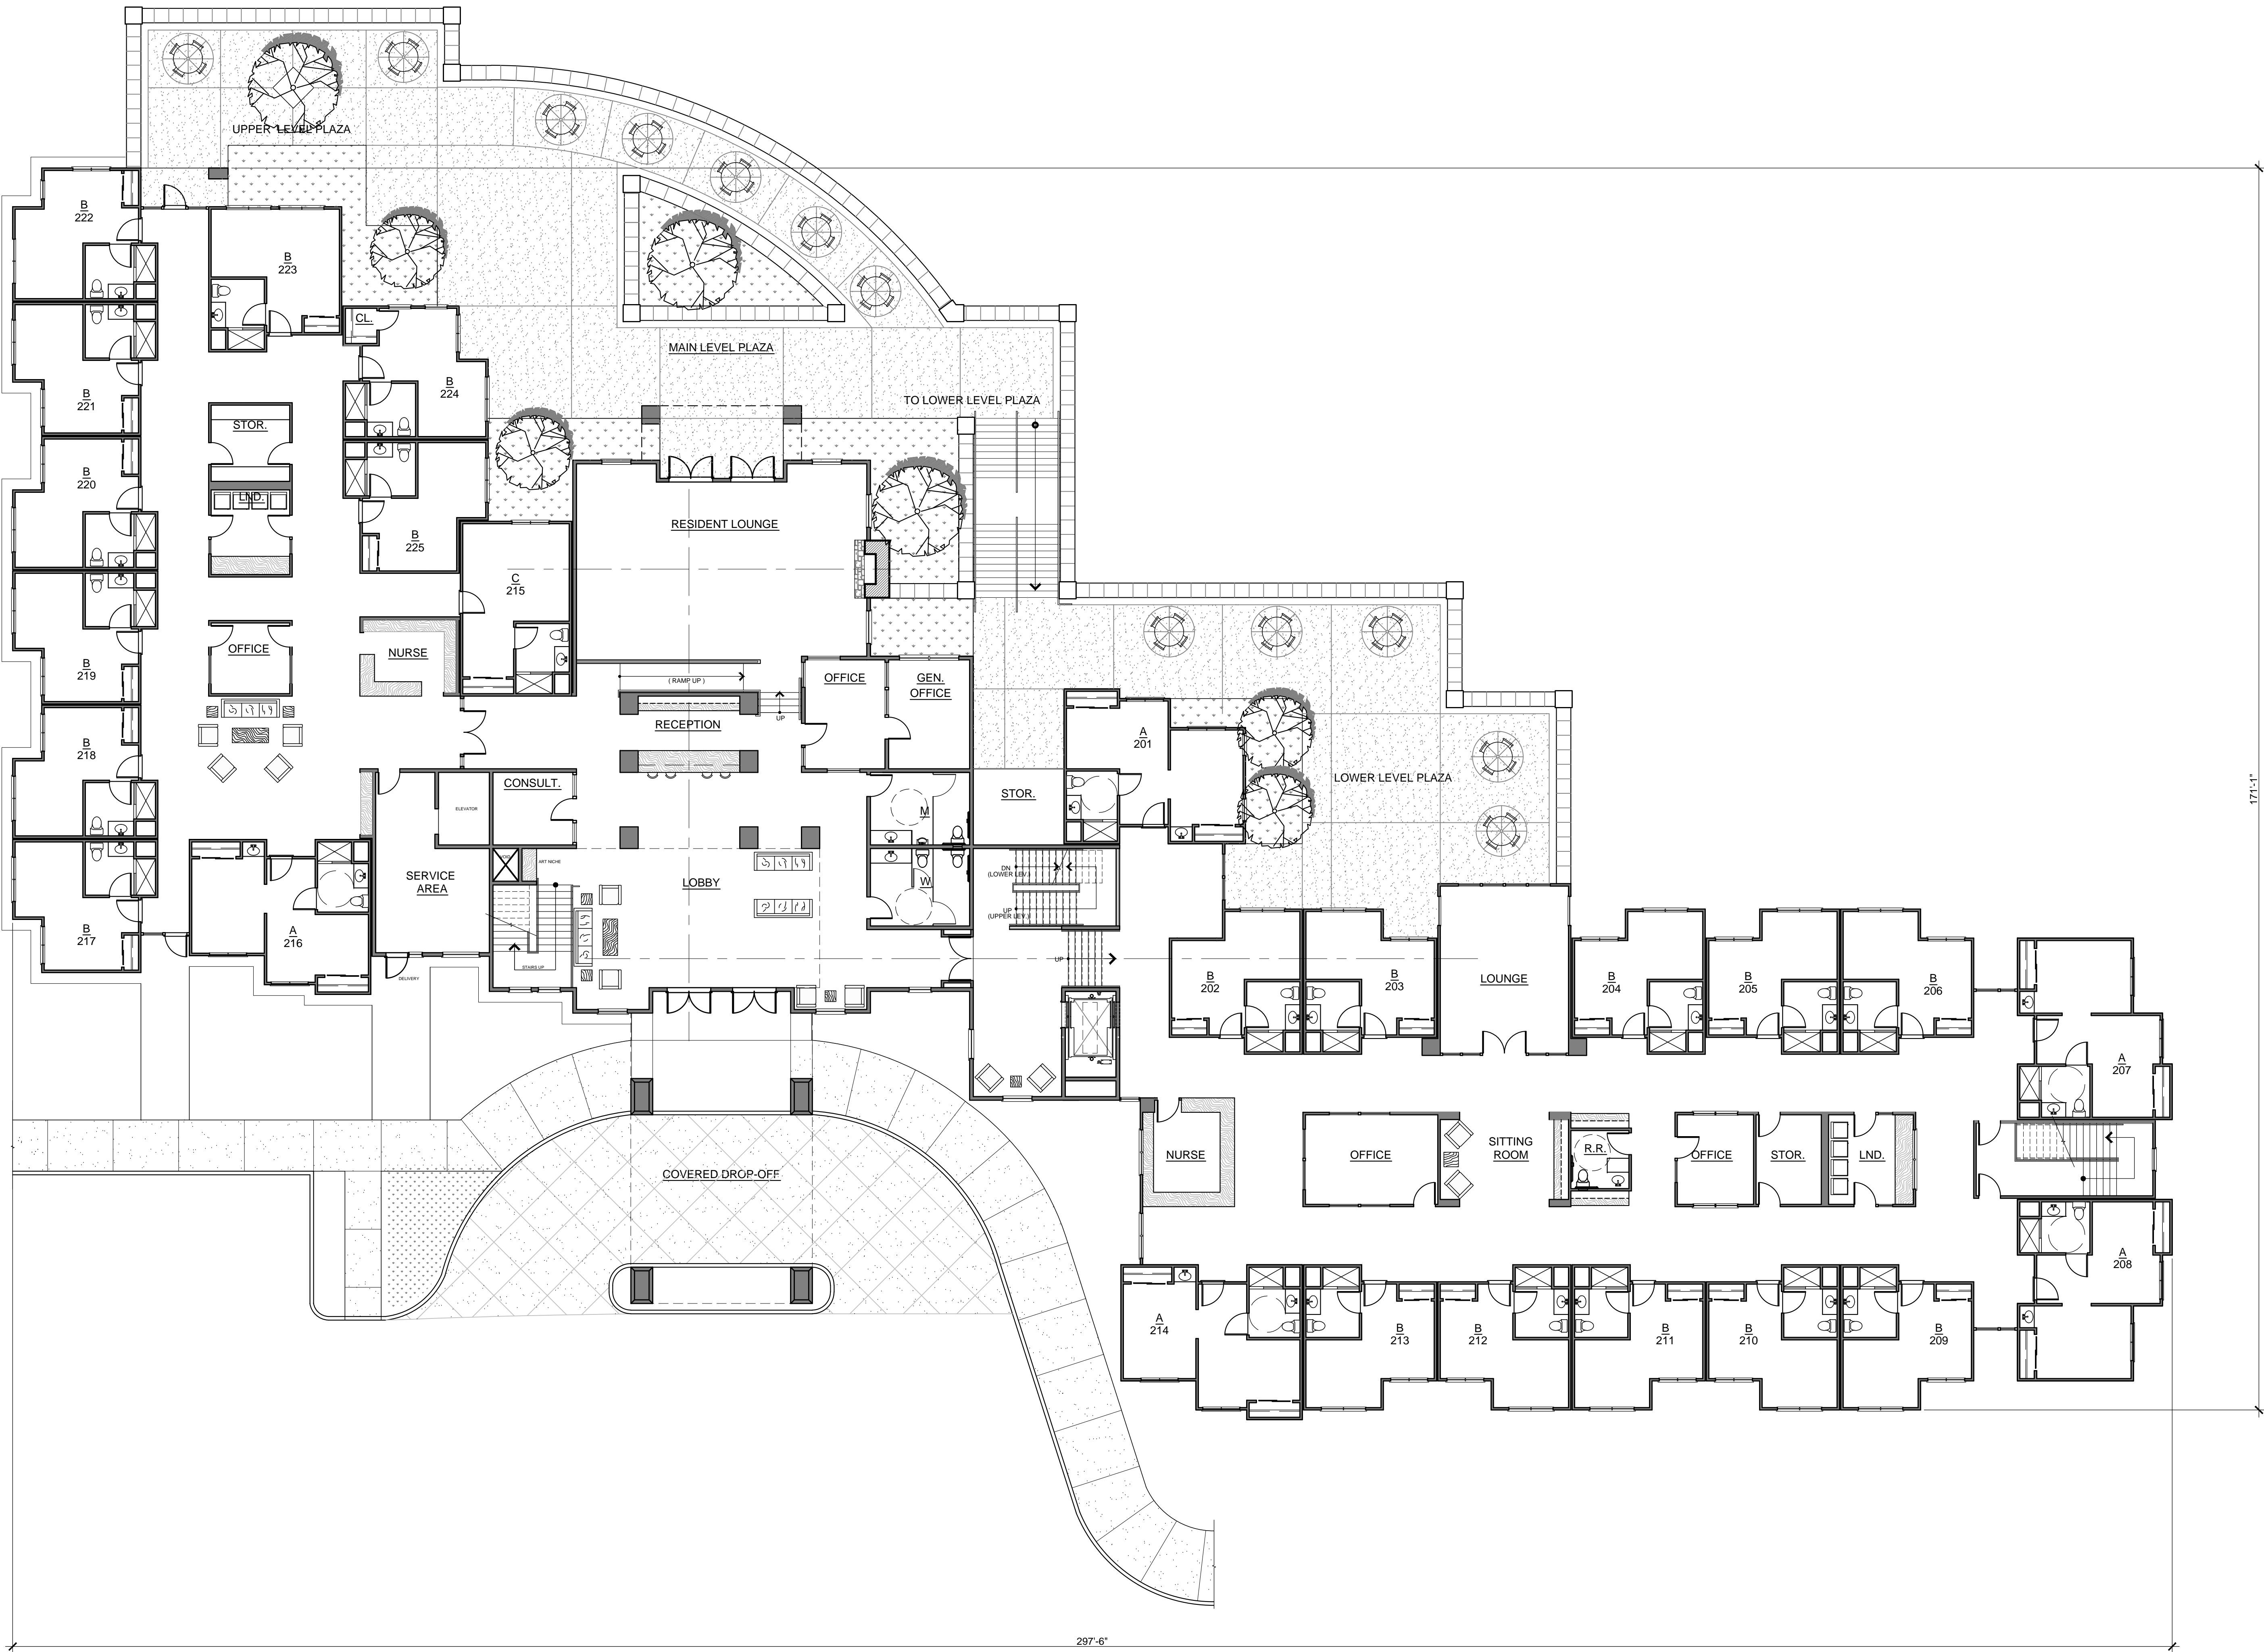 UPPER LEVEL PLAZA
B
222
B
223
CL.
B
224
B
221
MAIN LEVEL PLAZA
TO LOWER LEVEL PLAZA
STOR.
B
220
LND.
RESIDENT LOUNGE
B
225
C
215
B
219
OFFICE
NURSE
( RAMP UP )
OFFICE
GEN.
OFFICE
UP
RECEPTION
A
201
B
218
ELEVATOR
CONSULT.
M
STOR.
LOWER LEVEL PLAZA
171'-1"
ART NICHE
SERVICE
AREA
LOBBY
W
DN
(LOWER LEV.)
UP
(UPPER LEV.)
B
217
A
216
STAIRS UP
DELIVERY
UP
B
202
B
203
LOUNGE
B
204
B
205
B
206
A
207
COVERED DROP-OFF
NURSE
OFFICE
SITTING
ROOM
R.R.
OFFICE
STOR.
LND.
A
208
A
214
B
213
B
212
B
211
B
210
B
209
297'-6"